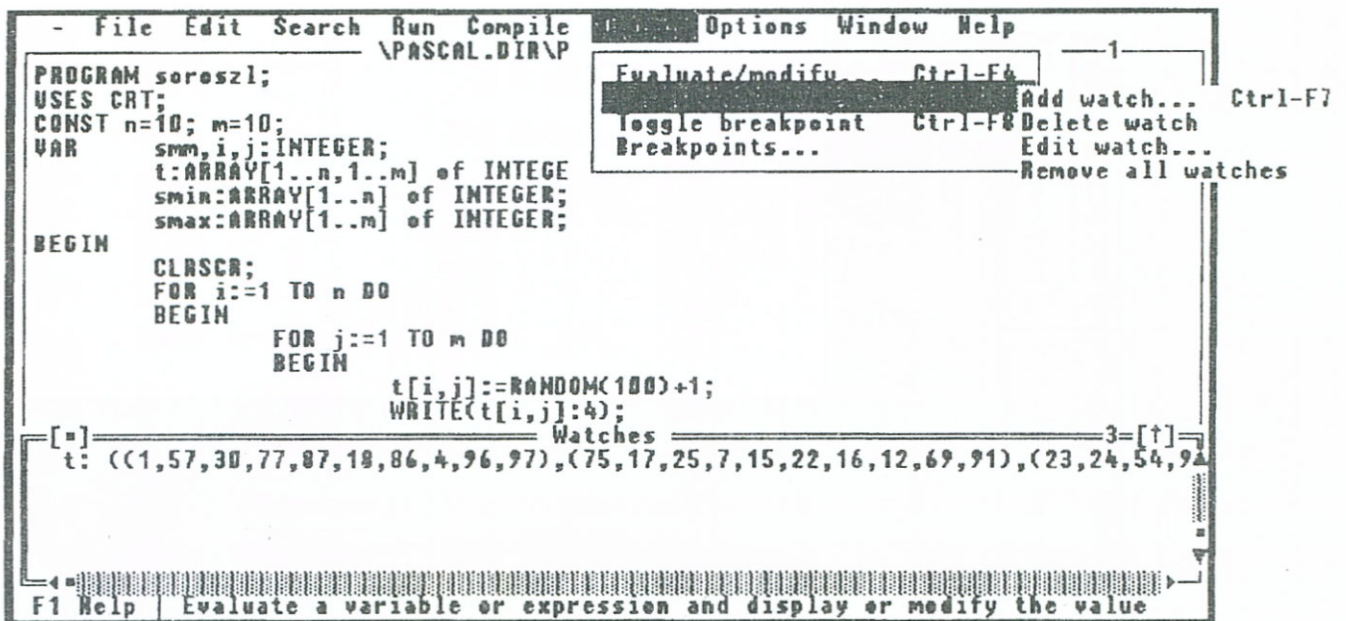 - File Edit Search Run Compile Options Window Help
\PASCAL.DIR\P
1
PROGRAM soroszl;
USES CRT;
CONST n=10; m=10;
VAR smm,i,j:INTEGER;
t:ARRAY[1..n,1..m] of INTEGE
smin:ARRAY[1..n] of INTEGER;
smax:ARRAY[1..m] of INTEGER;
BEGIN
CLRSCR;
FOR i:=1 TO n DO
BEGIN
FOR j:=1 TO m DO
BEGIN
t[i,j]:=RANDOM(100)+1;
WRITE(t[i,j]:4);
Evaluate/modify... Ctrl-F4
Toggle breakpoint Ctrl-F8
Breakpoints...
Add watch... Ctrl-F7
Delete watch
Edit watch...
Remove all watches
[▪] Watches 3=[↑]
t: ((1,57,30,77,87,18,86,4,96,97),(75,17,25,7,15,22,16,12,69,91),(23,24,54,9
F1 Help | Evaluate a variable or expression and display or modify the value